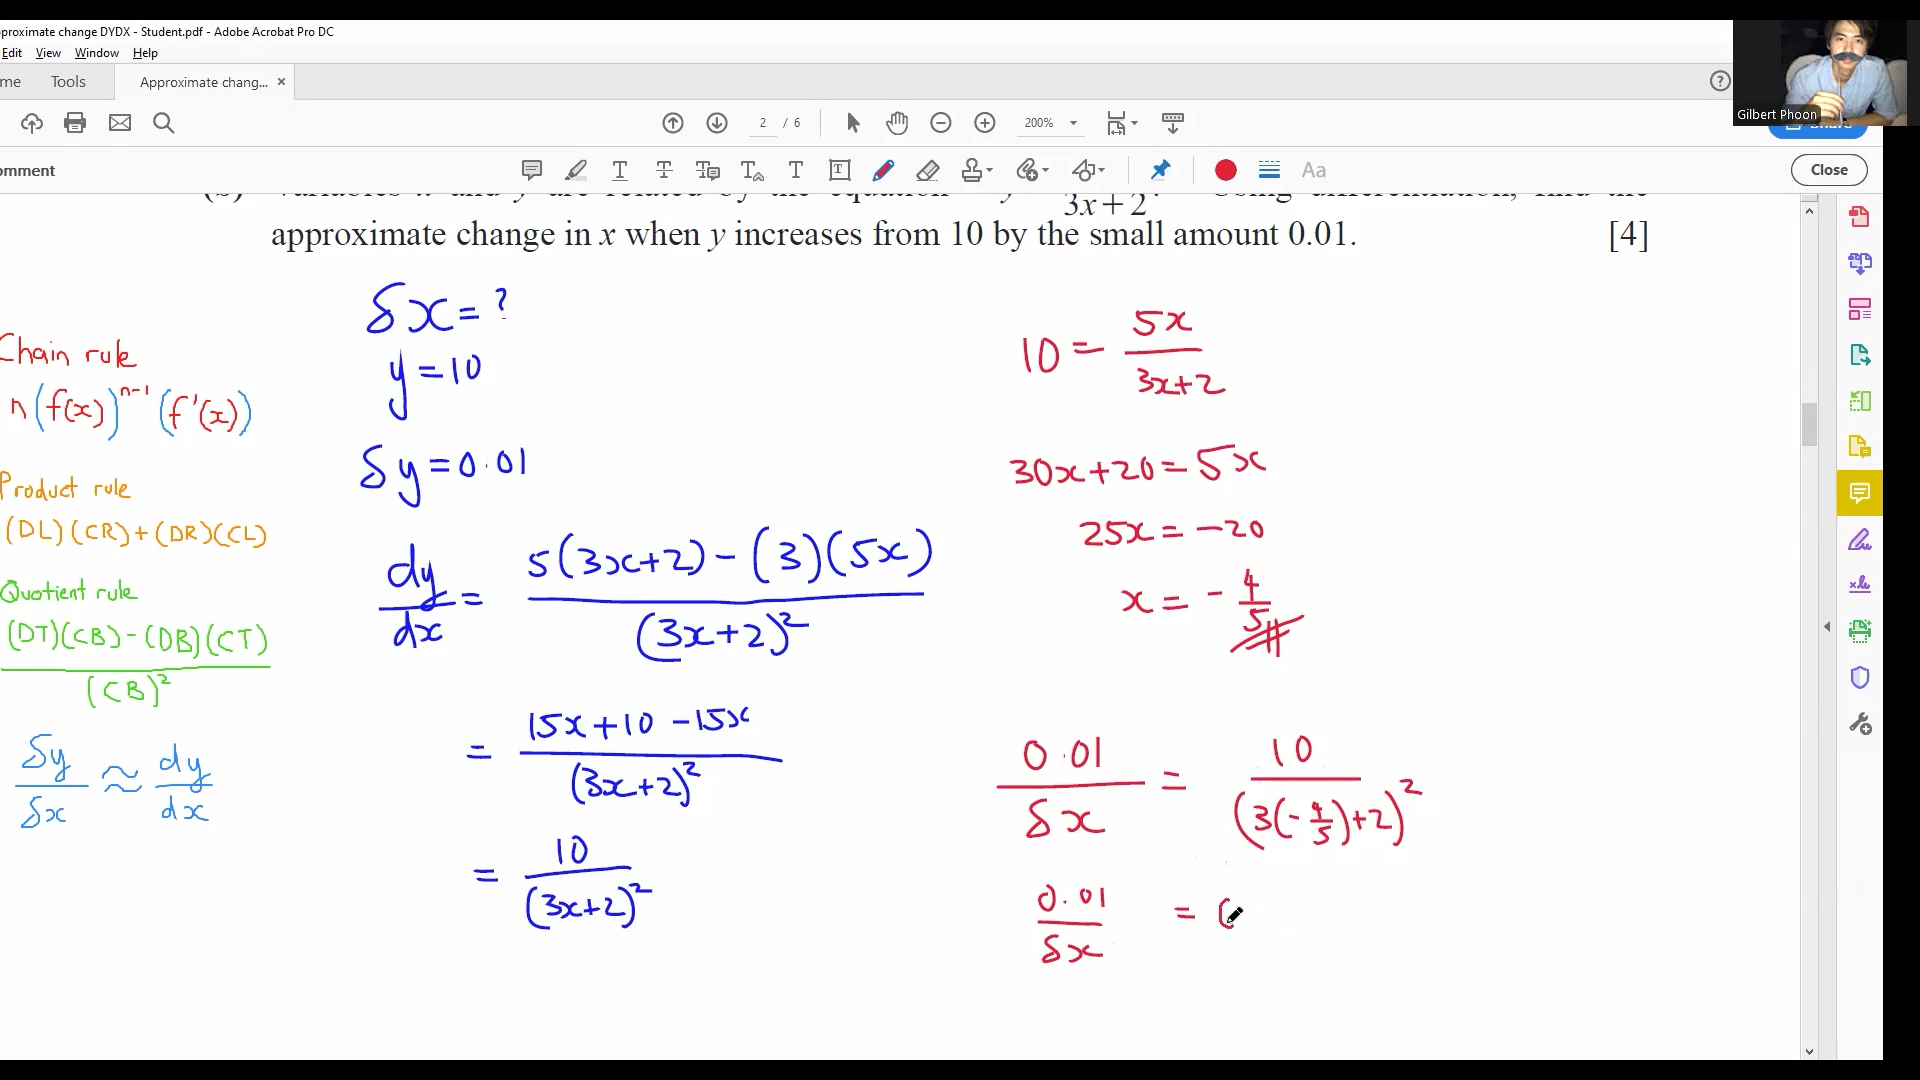 proximate change DYDX - Student.pdf - Adobe Acrobat Pro DC
Edit View Window Help
me Tools Approximate chang... ×
2 / 6 200%
Gilbert Phoon
Share
omment
Aa
Close
3x+2
approximate change in x when y increases from 10 by the small amount 0.01. [4]
Chain rule
n(f(x))ⁿ⁻¹(f'(x))
Product rule
(DL)(CR)+(DR)(CL)
Quotient rule
(DT)(CB)-(DB)(CT)
(CB)²
δy/δx ≈ dy/dx
δx=?
y=10
δy=0.01
dy/dx = 5(3x+2)-(3)(5x)/(3x+2)²
= 15x+10-15x/(3x+2)²
= 10/(3x+2)²
10 = 5x/3x+2
30x+20=5x
25x=-20
x=-4/5
0.01/δx = 10/(3(-4/5)+2)²
0.01/δx =